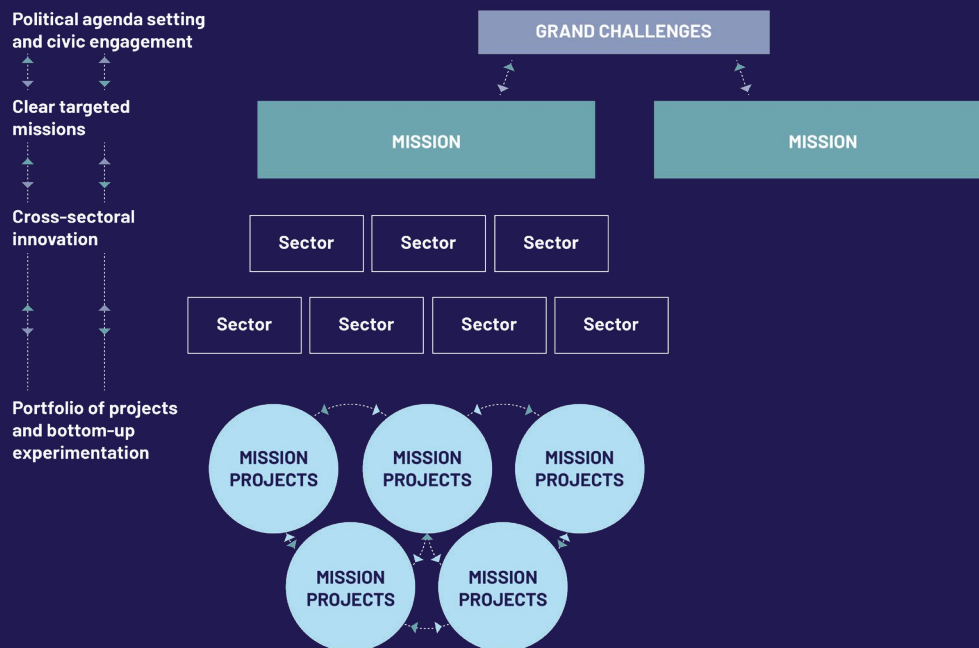 Political agenda setting
and civic engagement
GRAND CHALLENGES
Clear targeted
missions
MISSION
MISSION
Cross-sectoral
innovation
Sector
Sector
Sector
Sector
Sector
Sector
Sector
Portfolio of projects
and bottom-up
experimentation
MISSION
PROJECTS
MISSION
PROJECTS
MISSION
PROJECTS
MISSION
PROJECTS
MISSION
PROJECTS